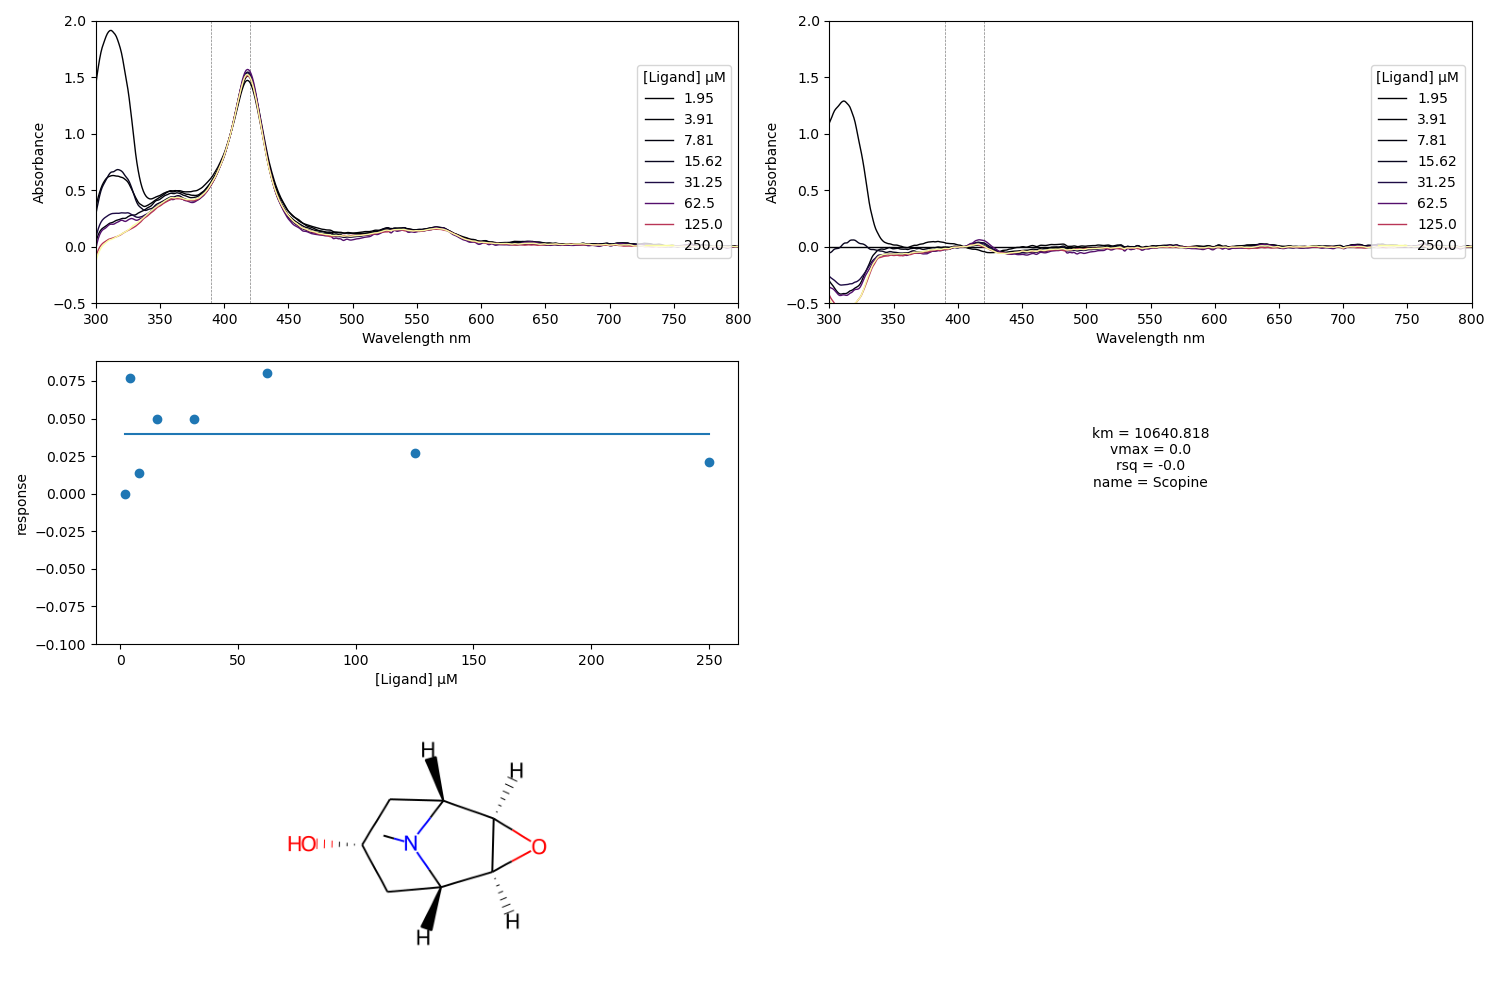 2.0
1.5
1.0
0.5
0.0
−0.5
Absorbance
300 350 400 450 500 550 600 650 700 750 800
Wavelength nm
[Ligand] μM
1.95
3.91
7.81
15.62
31.25
62.5
125.0
250.0
2.0
1.5
1.0
0.5
0.0
−0.5
Absorbance
300 350 400 450 500 550 600 650 700 750 800
Wavelength nm
[Ligand] μM
1.95
3.91
7.81
15.62
31.25
62.5
125.0
250.0
0.075
0.050
0.025
0.000
−0.025
−0.050
−0.075
−0.100
response
0 50 100 150 200 250
[Ligand] μM
km = 10640.818
vmax = 0.0
rsq = -0.0
name = Scopine
H
H
HO
N
O
H
H